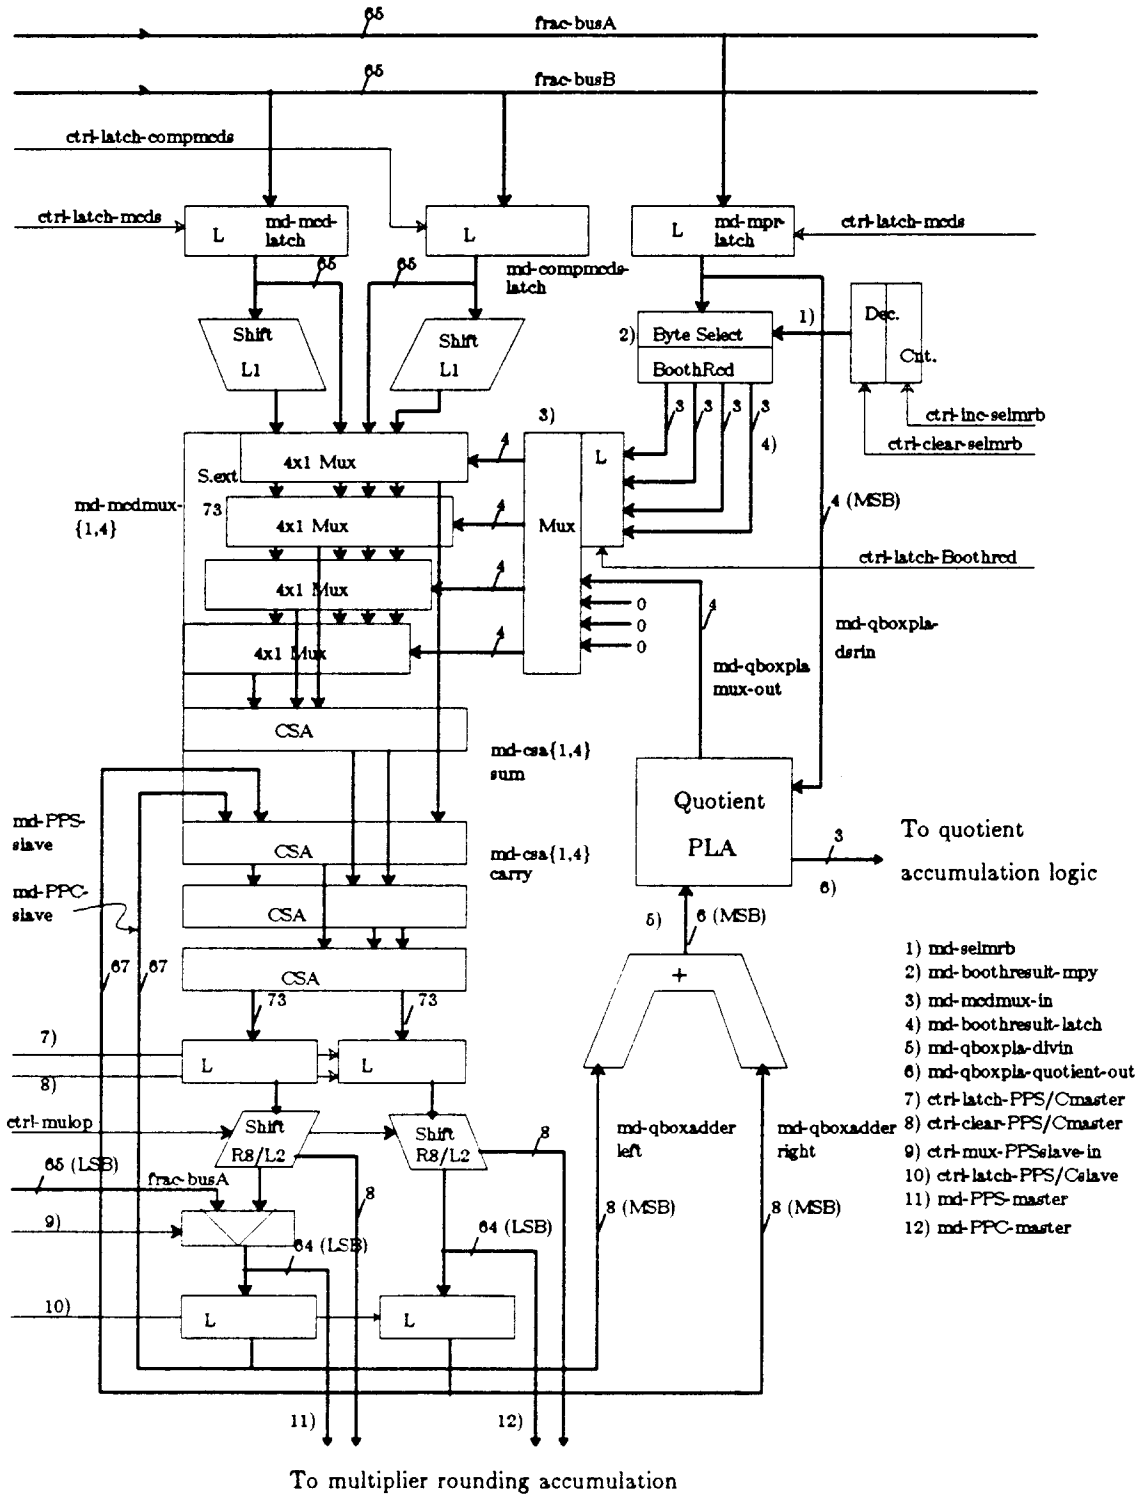 65
frac-busA
65
frac-busB
ctrl-latch-compmcds
ctrl-latch-mcds
L
md-mcd-
latch
L
L
md-mpr-
latch
ctrl-latch-mcds
65
65
md-compmcds-
latch
Shift
L1
Shift
L1
1)
2)
Byte Select
BoothRcd
Dec.
Cnt.
3
3
3
3
4)
ctrl-inc-selmrb
ctrl-clear-selmrb
3)
4x1 Mux
S.ext
4
L
md-mcdmux-
{1,4}
73
4x1 Mux
4
Mux
4 (MSB)
4x1 Mux
4
ctrl-latch-Boothrcd
0
0
0
4
4x1 Mux
4
md-qboxpla-
dsrin
md-qboxpla
mux-out
CSA
md-csa{1,4}
sum
Quotient
PLA
md-PPS-
slave
CSA
md-csa{1,4}
carry
3
6)
To quotient
accumulation logic
md-PPC-
slave
CSA
5)
6 (MSB)
67
67
CSA
+
73
73
1) md-selmrb
2) md-boothresult-mpy
3) md-mcdmux-in
4) md-boothresult-latch
5) md-qboxpla-divin
6) md-qboxpla-quotient-out
7) ctrl-latch-PPS/Cmaster
8) ctrl-clear-PPS/Cmaster
9) ctrl-mux-PPSslave-in
10) ctrl-latch-PPS/Cslave
11) md-PPS-master
12) md-PPC-master
7)
8)
L
L
ctrl-mulop
Shift
R8/L2
Shift
R8/L2
8
md-qboxadder
left
md-qboxadder
right
65 (LSB)
frac-busA
8
9)
64 (LSB)
64 (LSB)
8 (MSB)
8 (MSB)
10)
L
L
11)
12)
To multiplier rounding accumulation